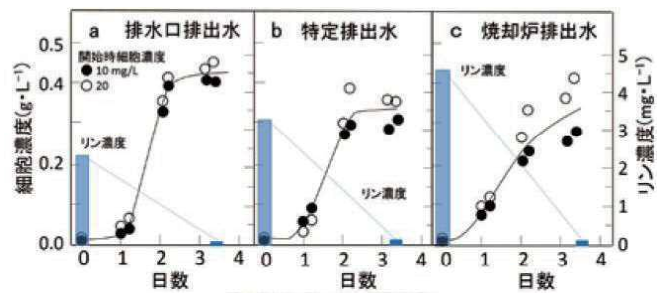 a 排水口排出水
b 特定排出水
c 焼却炉排出水
細胞濃度(g・L⁻¹)
0.5
0.4
0.2
0.0
開始時細胞濃度
● 10 mg/L
○ 20
リン濃度
リン濃度
リン濃度
5
4
3
2
1
0
リン濃度(mg・L⁻¹)
0 1 2 3 4
0 1 2 3 4
0 1 2 3 4
日数
日数
日数